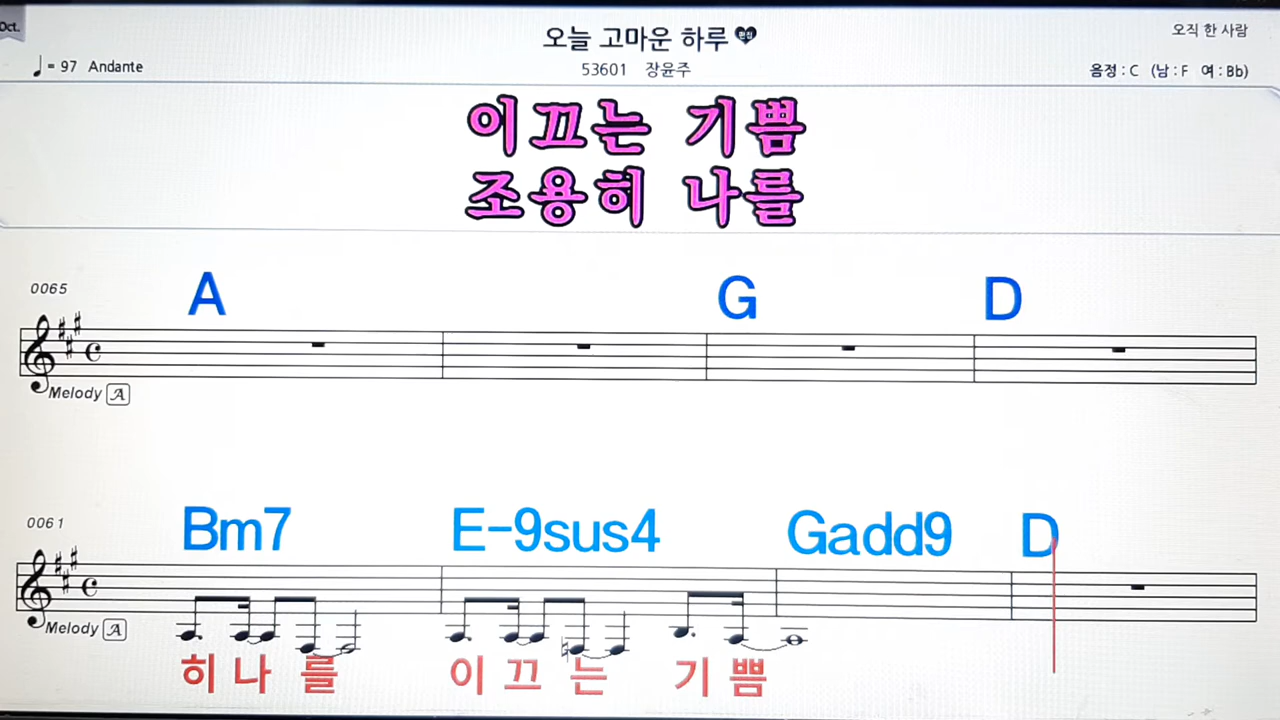 Oct.
오늘 고마운 하루
오직 한 사람
♩= 97 Andante
53601 장윤주
음정 : C (남 : F 여 : Bb)
이끄는 기쁨
조용히 나를
0065
A G D
Melody A
0061
Bm7 E-9sus4 Gadd9 D
Melody A
히 나 를 이 끄 는 기 쁨